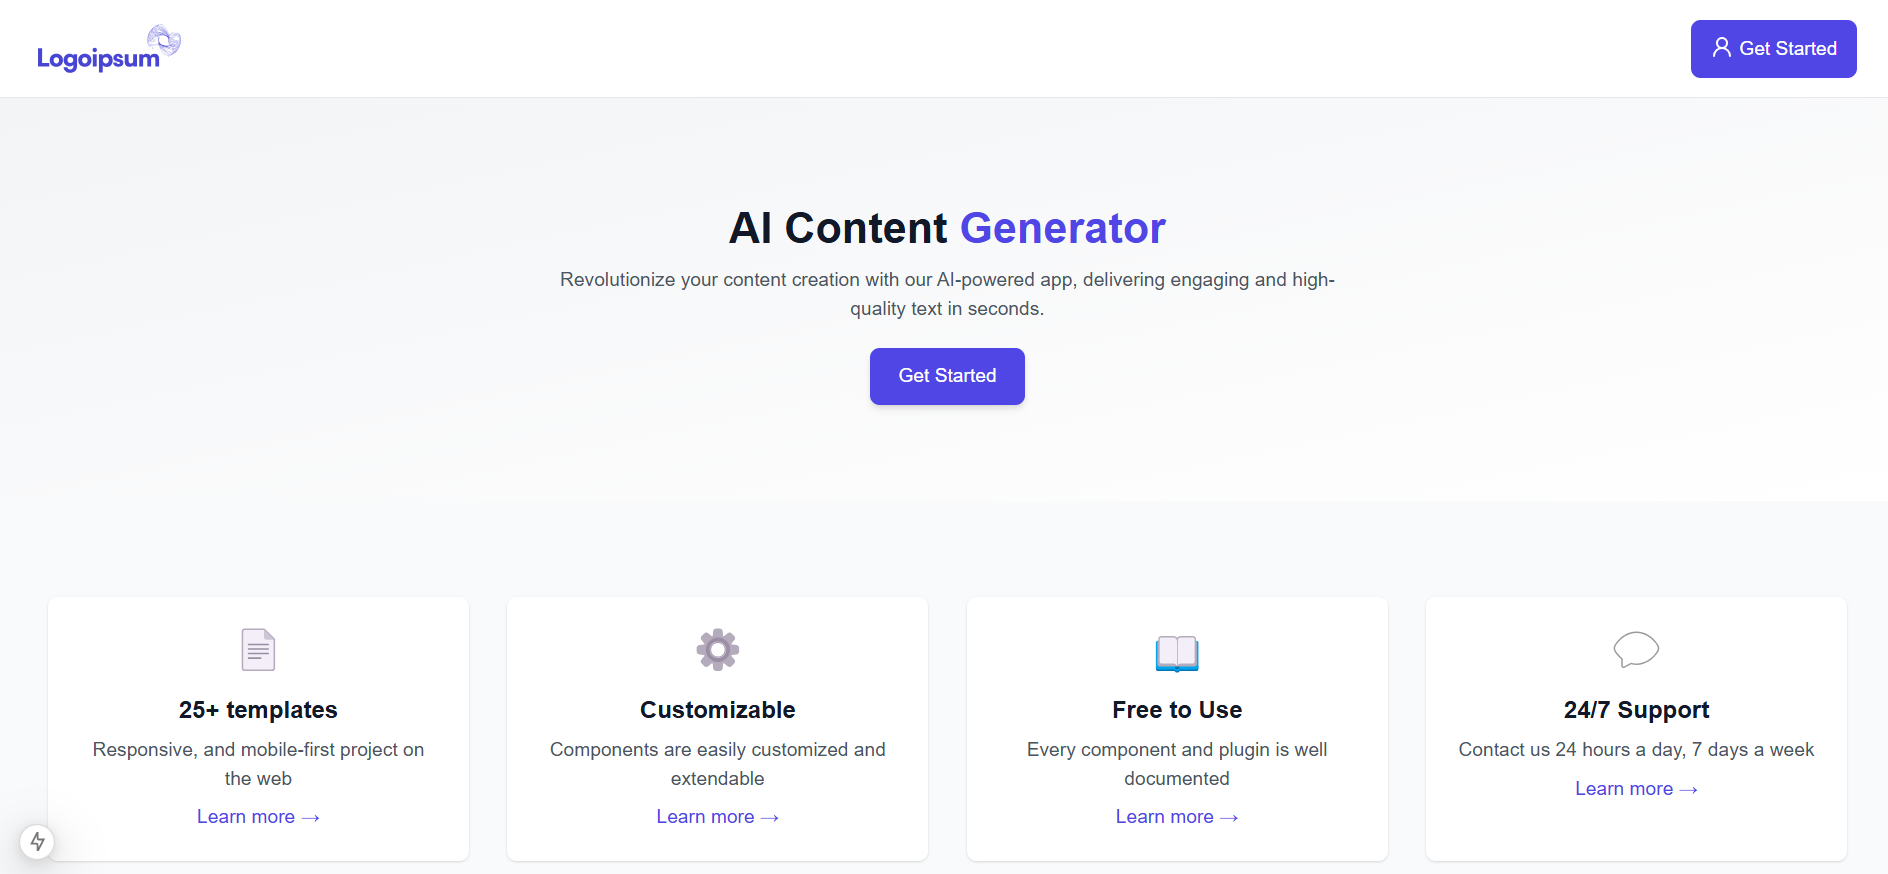 Logoipsum
Get Started
AI Content Generator
Revolutionize your content creation with our AI-powered app, delivering engaging and high-
quality text in seconds.
Get Started
25+ templates
Responsive, and mobile-first project on
the web
Learn more →
Customizable
Components are easily customized and
extendable
Learn more →
Free to Use
Every component and plugin is well
documented
Learn more →
24/7 Support
Contact us 24 hours a day, 7 days a week
Learn more →